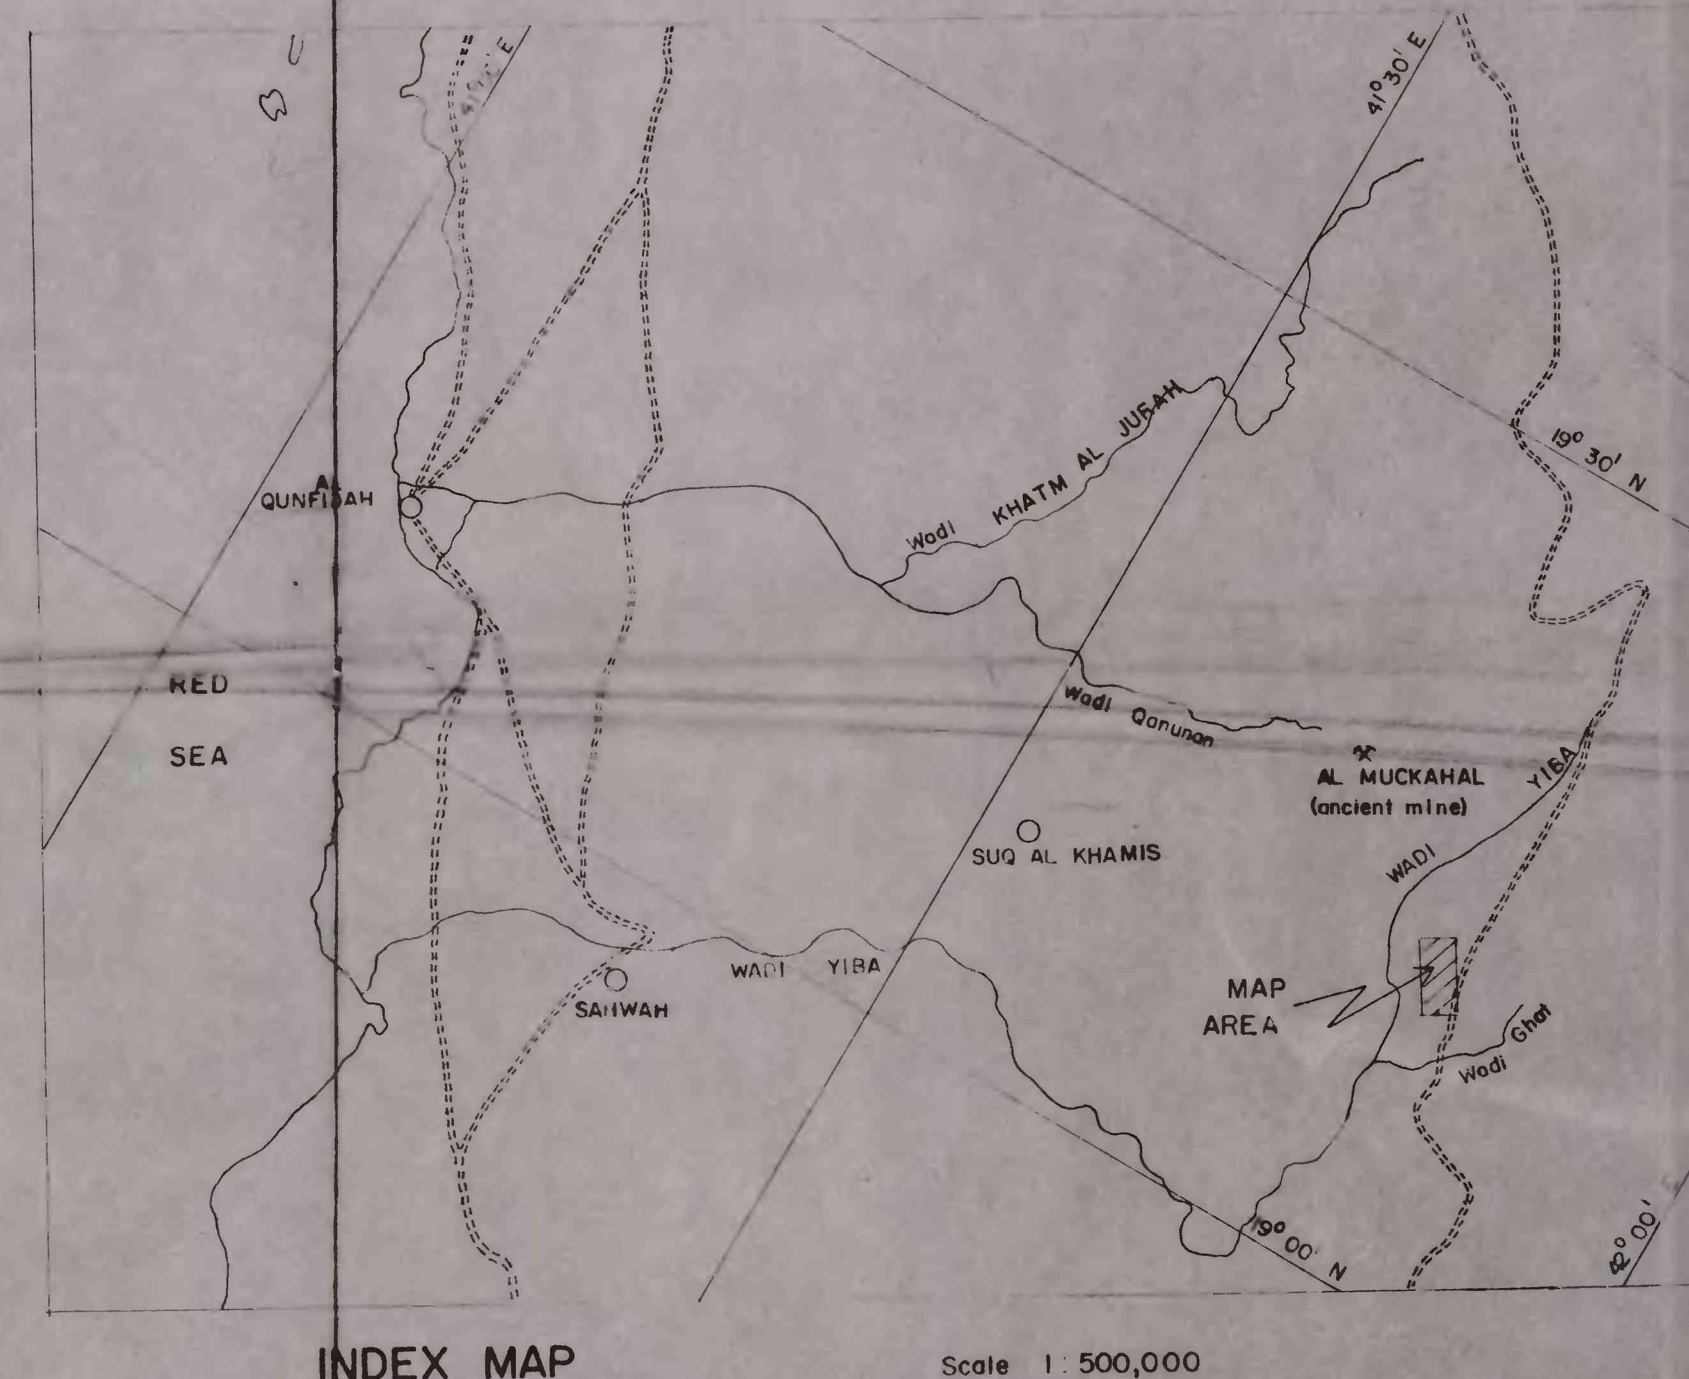 41° 30' E
AL
QUNFIDAH
Wadi KHATM AL JUBAH
19° 30' N
RED
SEA
Wadi Qanunan
AL MUCKAHAL
(ancient mine)
WADI YIBA
SUQ AL KHAMIS
WADI YIBA
SAHWAH
MAP
AREA
Wadi Ghat
19° 00' N
42° 00'
INDEX MAP
Scale 1:500,000